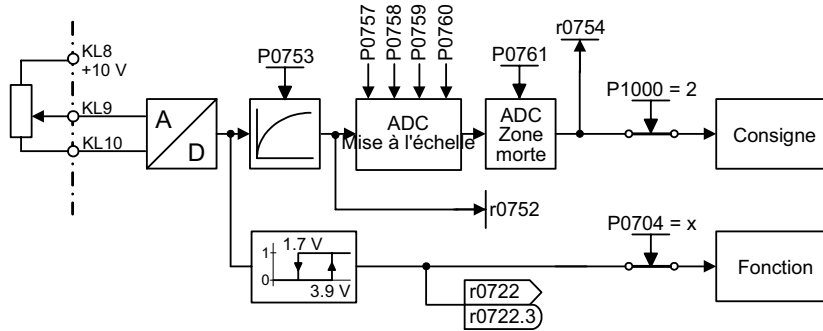 KL8
+10 V
KL9
KL10
A
D
P0753
P0757
P0758
P0759
P0760
ADC
Mise à l'échelle
P0761
ADC
Zone
morte
r0754
P1000 = 2
Consigne
r0752
P0704 = x
Fonction
1
0
1.7 V
3.9 V
r0722
r0722.3